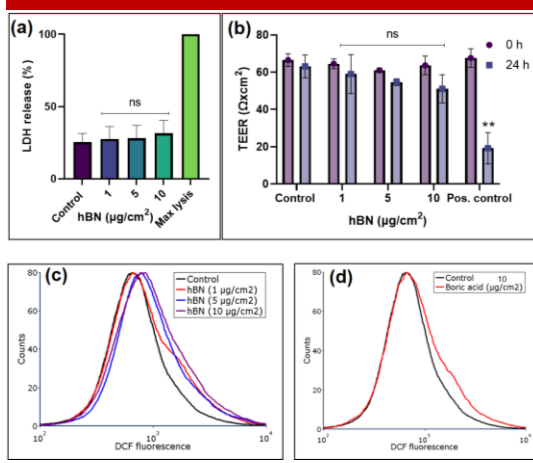 (a)
LDH release (%)
100
50
0
ns
Control
1
5
10
Max lysis
hBN (µg/cm²)
(b)
TEER (Ωxcm²)
80
60
40
20
0
ns
**
0 h
24 h
Control
1
5
10
Pos. control
hBN (µg/cm²)
(c)
Counts
80
60
40
20
0
Control
hBN (1 µg/cm2)
hBN (5 µg/cm2)
hBN (10 µg/cm2)
10²
10³
10⁴
DCF fluorescence
(d)
Counts
80
60
40
20
0
Control 10
Boric acid (µg/cm2)
10²
10³
10⁴
DCF fluorescence